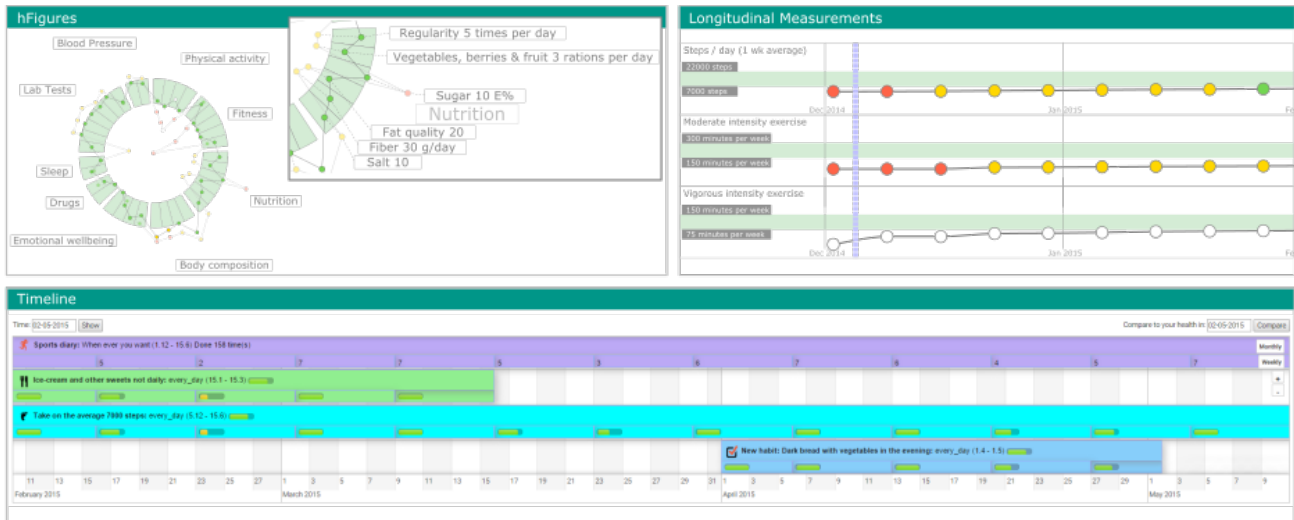 hFigures
Blood Pressure
Physical activity
Lab Tests
Fitness
Sleep
Drugs
Nutrition
Emotional wellbeing
Body composition
Regularity 5 times per day
Vegetables, berries & fruit 3 rations per day
Sugar 10 E%
Nutrition
Fat quality 20
Fiber 30 g/day
Salt 10
Longitudinal Measurements
Steps / day (1 wk average)
22000 steps
7000 steps
Dec 2014 Jan 2015 Fe
Moderate intensity exercise
300 minutes per week
150 minutes per week
Vigorous intensity exercise
150 minutes per week
75 minutes per week
Dec 2014 Jan 2015 Fe
Timeline
Time: 02-05-2015 Show Compare to your health in: 02-05-2015 Compare
Sports diary: When ever you want (1.12 - 15.6) Done 158 time(s) Monthly
5 2 7 7 5 3 6 7 6 4 5 7 Weekly
Ice-cream and other sweets not daily: every_day (15.1 - 15.3) +
-
Take on the average 7000 steps: every_day (5.12 - 15.6)
New habit: Dark bread with vegetables in the evening: every_day (1.4 - 1.5)
11 13 15 17 19 21 23 25 27 1 3 5 7 9 11 13 15 17 19 21 23 25 27 29 31 1 3 5 7 9 11 13 15 17 19 21 23 25 27 29 1 3 5 7 9
February 2015 March 2015 April 2015 May 2015